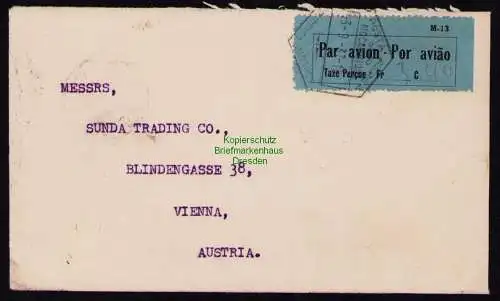 M-13
Par avion - Por avião
Taxe Perçue: Fr C
MESSRS,
SUNDA TRADING CO.,
Kopierschutz
Briefmarkenhaus
Dresden
BLINDENGASSE 38,
VIENNA,
AUSTRIA.